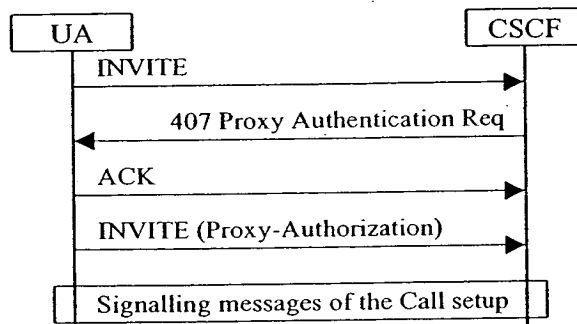 UA CSCF
INVITE
407 Proxy Authentication Req
ACK
INVITE (Proxy-Authorization)
Signalling messages of the Call setup